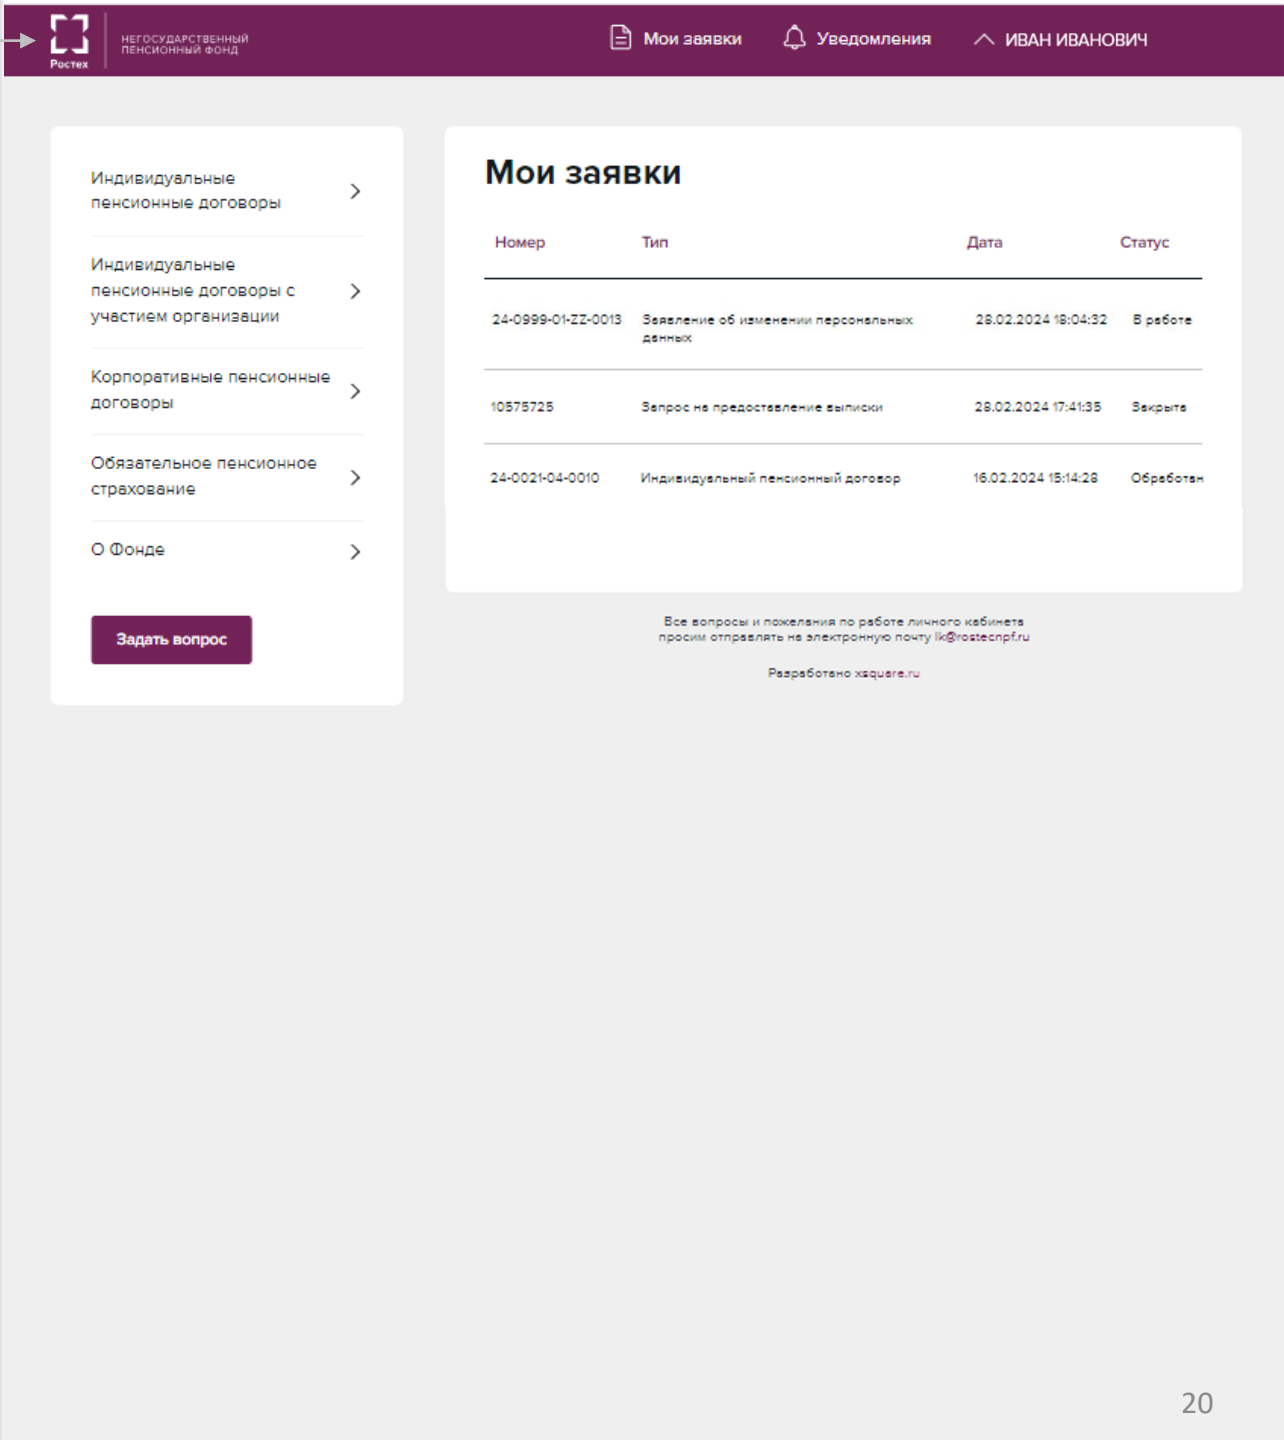 Ростех
НЕГОСУДАРСТВЕННЫЙ
ПЕНСИОННЫЙ ФОНД
Мои заявки
Уведомления
ИВАН ИВАНОВИЧ
Индивидуальные
пенсионные договоры
Индивидуальные
пенсионные договоры с
участием организации
Корпоративные пенсионные
договоры
Обязательное пенсионное
страхование
О Фонде
Задать вопрос
Мои заявки
Номер Тип Дата Статус
24-0999-01-ZZ-0013 Заявление об изменении персональных 28.02.2024 18:04:32 В работе
данных
10575725 Запрос на предоставление выписки 28.02.2024 17:41:35 Закрыта
24-0021-04-0010 Индивидуальный пенсионный договор 16.02.2024 15:14:28 Обработан
Все вопросы и пожелания по работе личного кабинета
просим отправлять на электронную почту lk@rostecnpf.ru
Разработано xsquare.ru
20